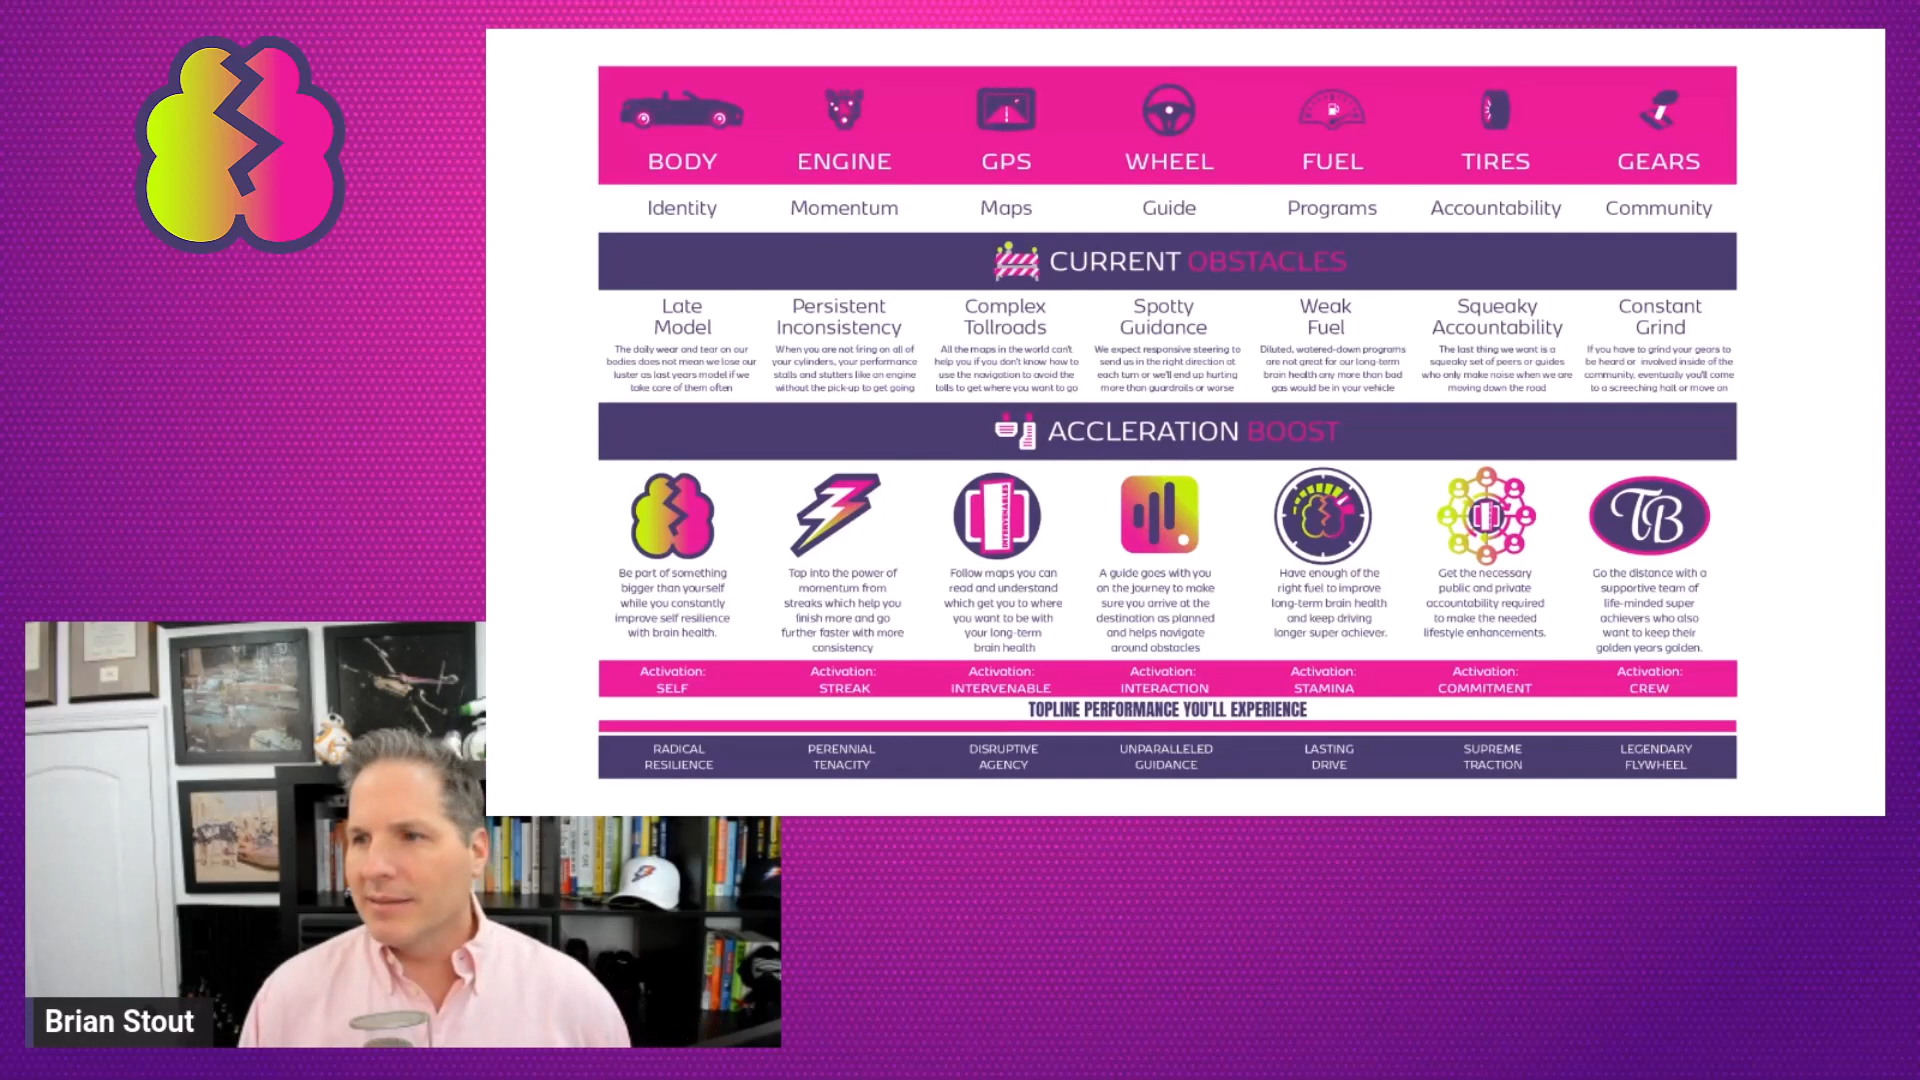 BODY ENGINE GPS WHEEL FUEL TIRES GEARS
Identity Momentum Maps Guide Programs Accountability Community
CURRENT OBSTACLES
Late Model
The daily wear and tear on our
bodies does not mean we lose our
luster as last years model if we
take care of them often
Persistent Inconsistency
When you are not firing on all of
your cylinders, your performance
stalls and stutters like an engine
without the pick-up to get going
Complex Tollroads
All the maps in the world can't
help you if you don't know how to
use the navigation to avoid the
tolls to get where you want to go
Spotty Guidance
We expect responsive steering to
send us in the right direction at
each turn or we'll end up hurting
more than guardrails or worse
Weak Fuel
Diluted, watered-down programs
are not great for our long-term
brain health any more than bad
gas would be in your vehicle
Squeaky Accountability
The last thing we want is a
squeaky set of peers or guides
who only make noise when we are
moving down the road
Constant Grind
If you have to grind your gears to
be heard or involved inside of the
community, eventually you'll come
to a screeching halt or move on
ACCLERATION BOOST
INTERVENABLES
TB
Be part of something
bigger than yourself
while you constantly
improve self resilience
with brain health.
Tap into the power of
momentum from
streaks which help you
finish more and go
further faster with more
consistency
Follow maps you can
read and understand
which get you to where
you want to be with
your long-term
brain health
A guide goes with you
on the journey to make
sure you arrive at the
destination as planned
and helps navigate
around obstacles
Have enough of the
right fuel to improve
long-term brain health
and keep driving
longer super achiever.
Get the necessary
public and private
accountability required
to make the needed
lifestyle enhancements.
Go the distance with a
supportive team of
life-minded super
achievers who also
want to keep their
golden years golden.
Activation: SELF
Activation: STREAK
Activation: INTERVENABLE
Activation: INTERACTION
Activation: STAMINA
Activation: COMMITMENT
Activation: CREW
TOPLINE PERFORMANCE YOU'LL EXPERIENCE
RADICAL RESILIENCE
PERENNIAL TENACITY
DISRUPTIVE AGENCY
UNPARALLELED GUIDANCE
LASTING DRIVE
SUPREME TRACTION
LEGENDARY FLYWHEEL
Brian Stout